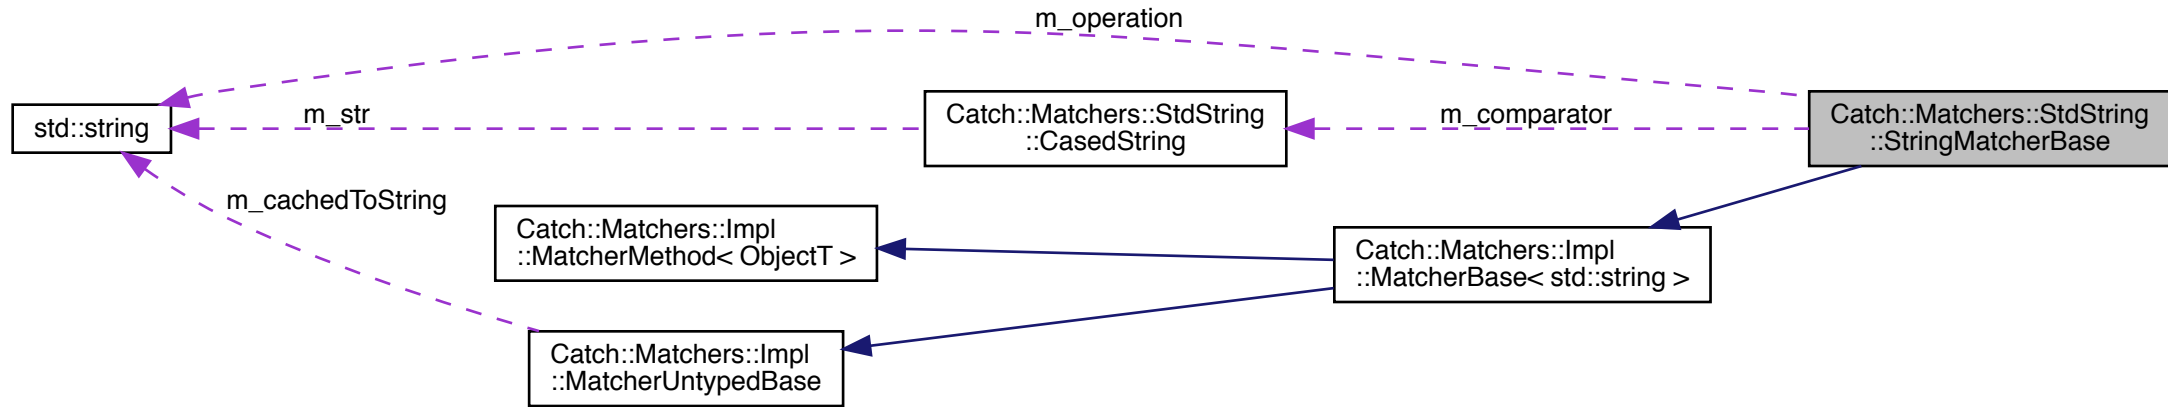 m_operation
std::string
m_str
Catch::Matchers::StdString
::CasedString
m_comparator
Catch::Matchers::StdString
::StringMatcherBase
m_cachedToString
Catch::Matchers::Impl
::MatcherMethod< ObjectT >
Catch::Matchers::Impl
::MatcherBase< std::string >
Catch::Matchers::Impl
::MatcherUntypedBase